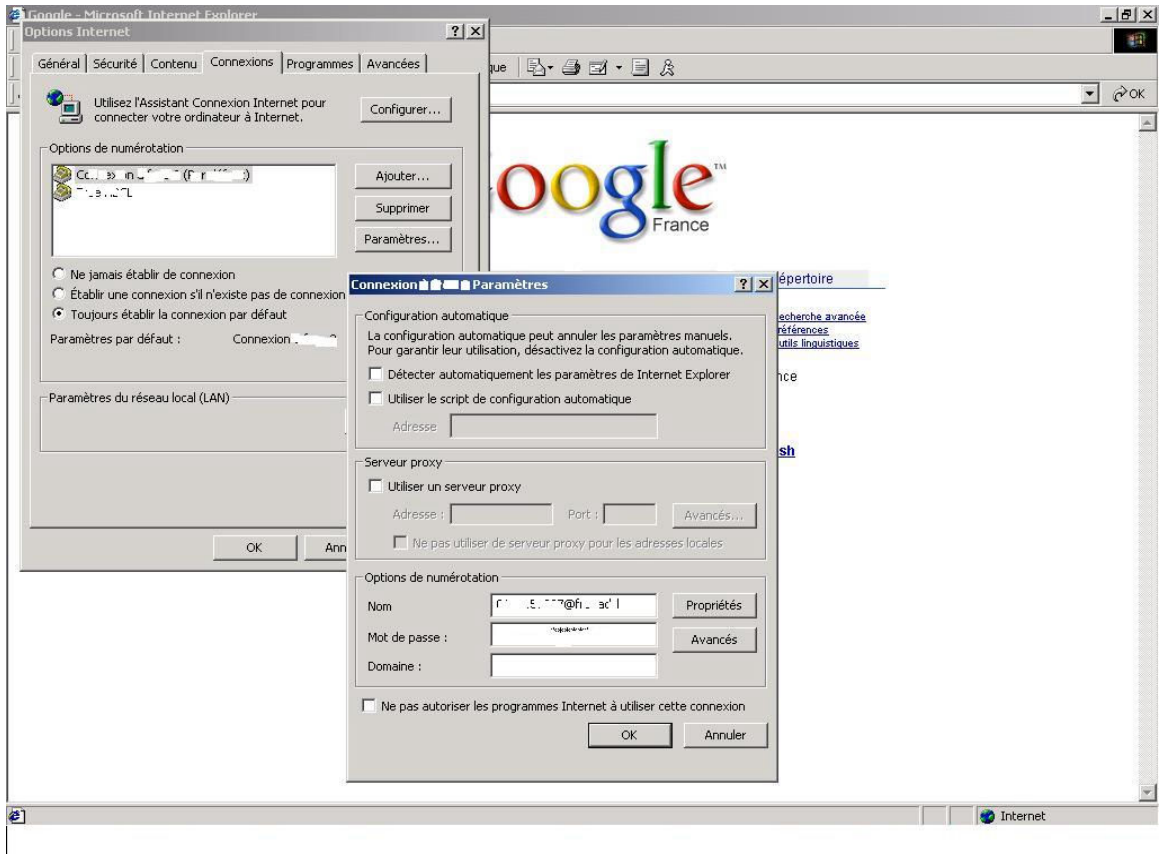 Google - Microsoft Internet Explorer
Options Internet
Général Sécurité Contenu Connexions Programmes Avancées
Utilisez l'Assistant Connexion Internet pour
connecter votre ordinateur à Internet.
Configurer...
Options de numérotation
Ajouter...
Supprimer
Paramètres...
Ne jamais établir de connexion
Établir une connexion s'il n'existe pas de connexion
Toujours établir la connexion par défaut
Paramètres par défaut : Connexion
Paramètres du réseau local (LAN)
OK
OK
Google TM
France
Connexion Paramètres
Configuration automatique
La configuration automatique peut annuler les paramètres manuels.
Pour garantir leur utilisation, désactivez la configuration automatique.
Détecter automatiquement les paramètres de Internet Explorer
Utiliser le script de configuration automatique
Adresse
Serveur proxy
Utiliser un serveur proxy
Adresse : Port : Avancés...
Ne pas utiliser de serveur proxy pour les adresses locales
Options de numérotation
Nom Propriétés
Mot de passe : Avancés
Domaine :
Ne pas autoriser les programmes Internet à utiliser cette connexion
OK Annuler
épertoire
echerche avancée
références
utils linguistiques
nce
sh
Internet